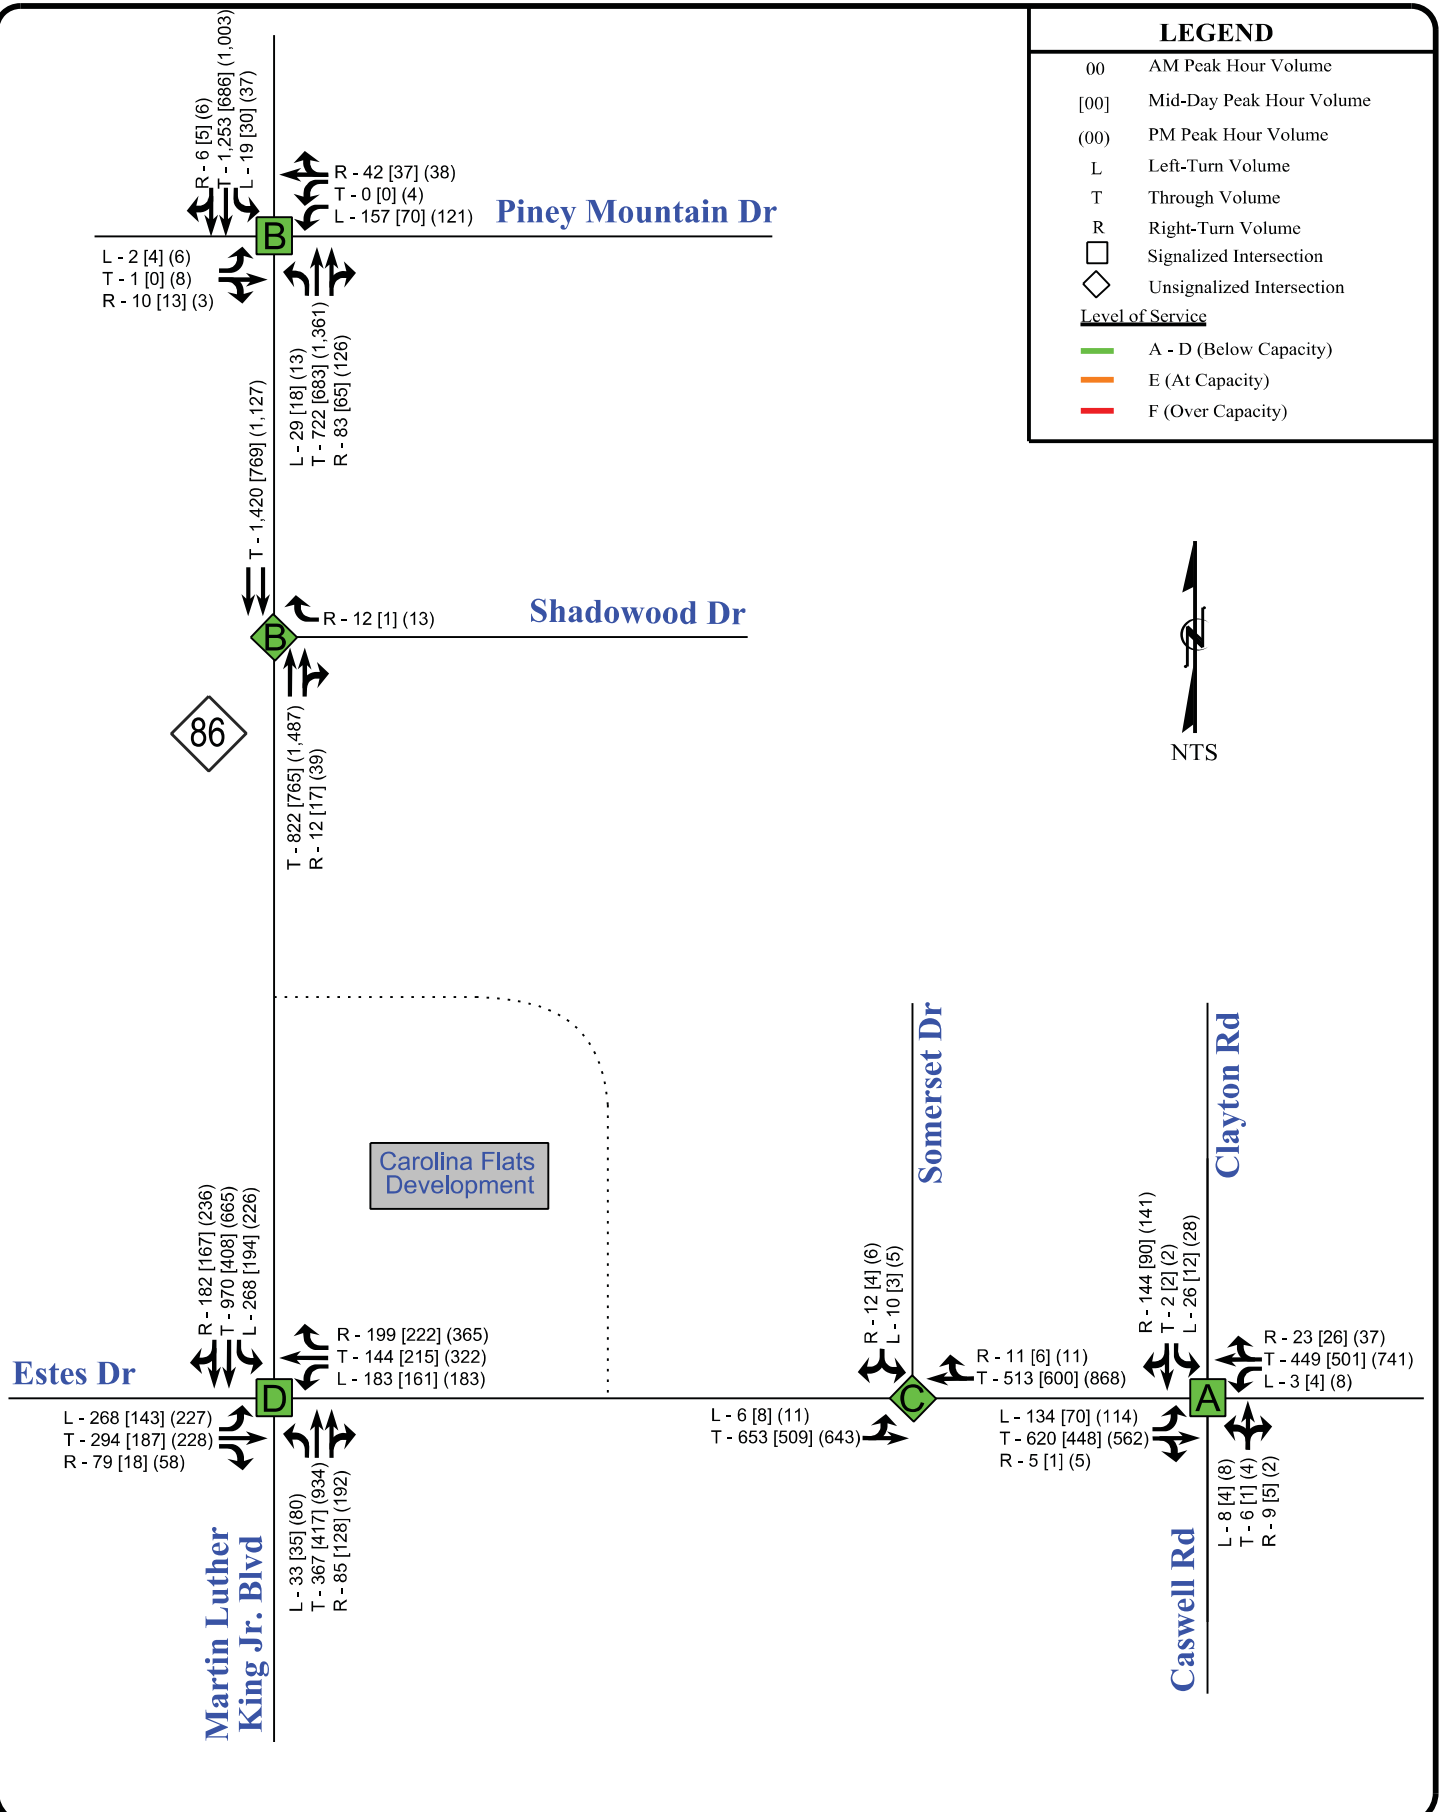 LEGEND
00 AM Peak Hour Volume
[00] Mid-Day Peak Hour Volume
(00) PM Peak Hour Volume
L Left-Turn Volume
T Through Volume
R Right-Turn Volume
Signalized Intersection
Unsignalized Intersection
Level of Service
A - D (Below Capacity)
E (At Capacity)
F (Over Capacity)
R - 6 [5] (6)
T - 1,253 [686] (1,003)
L - 19 [30] (37)
R - 42 [37] (38)
T - 0 [0] (4)
L - 157 [70] (121)
Piney Mountain Dr
B
L - 2 [4] (6)
T - 1 [0] (8)
R - 10 [13] (3)
L - 29 [18] (13)
T - 722 [683] (1,361)
R - 83 [65] (126)
T - 1,420 [769] (1,127)
R - 12 [1] (13)
Shadowood Dr
B
T - 822 [765] (1,487)
R - 12 [17] (39)
86
N
NTS
Carolina Flats
Development
Somerset Dr
Clayton Rd
R - 182 [167] (236)
T - 970 [408] (665)
L - 268 [194] (226)
R - 199 [222] (365)
T - 144 [215] (322)
L - 183 [161] (183)
Estes Dr
D
L - 268 [143] (227)
T - 294 [187] (228)
R - 79 [18] (58)
L - 33 [35] (80)
T - 367 [417] (934)
R - 85 [128] (192)
Martin Luther
King Jr. Blvd
R - 12 [4] (6)
L - 10 [3] (5)
R - 11 [6] (11)
T - 513 [600] (868)
C
L - 6 [8] (11)
T - 653 [509] (643)
R - 144 [90] (141)
T - 2 [2] (2)
L - 26 [12] (28)
R - 23 [26] (37)
T - 449 [501] (741)
L - 3 [4] (8)
A
L - 134 [70] (114)
T - 620 [448] (562)
R - 5 [1] (5)
L - 8 [4] (8)
T - 6 [1] (4)
R - 9 [5] (2)
Caswell Rd